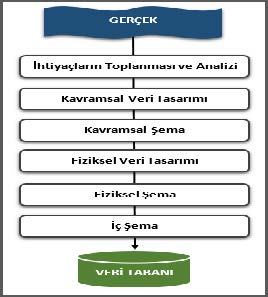 GERÇEK
İhtiyaçların Toplanması ve Analizi
Kavramsal Veri Tasarımı
Kavramsal Şema
Fiziksel Veri Tasarımı
Fiziksel Şema
İç Şema
VERİ TABANI